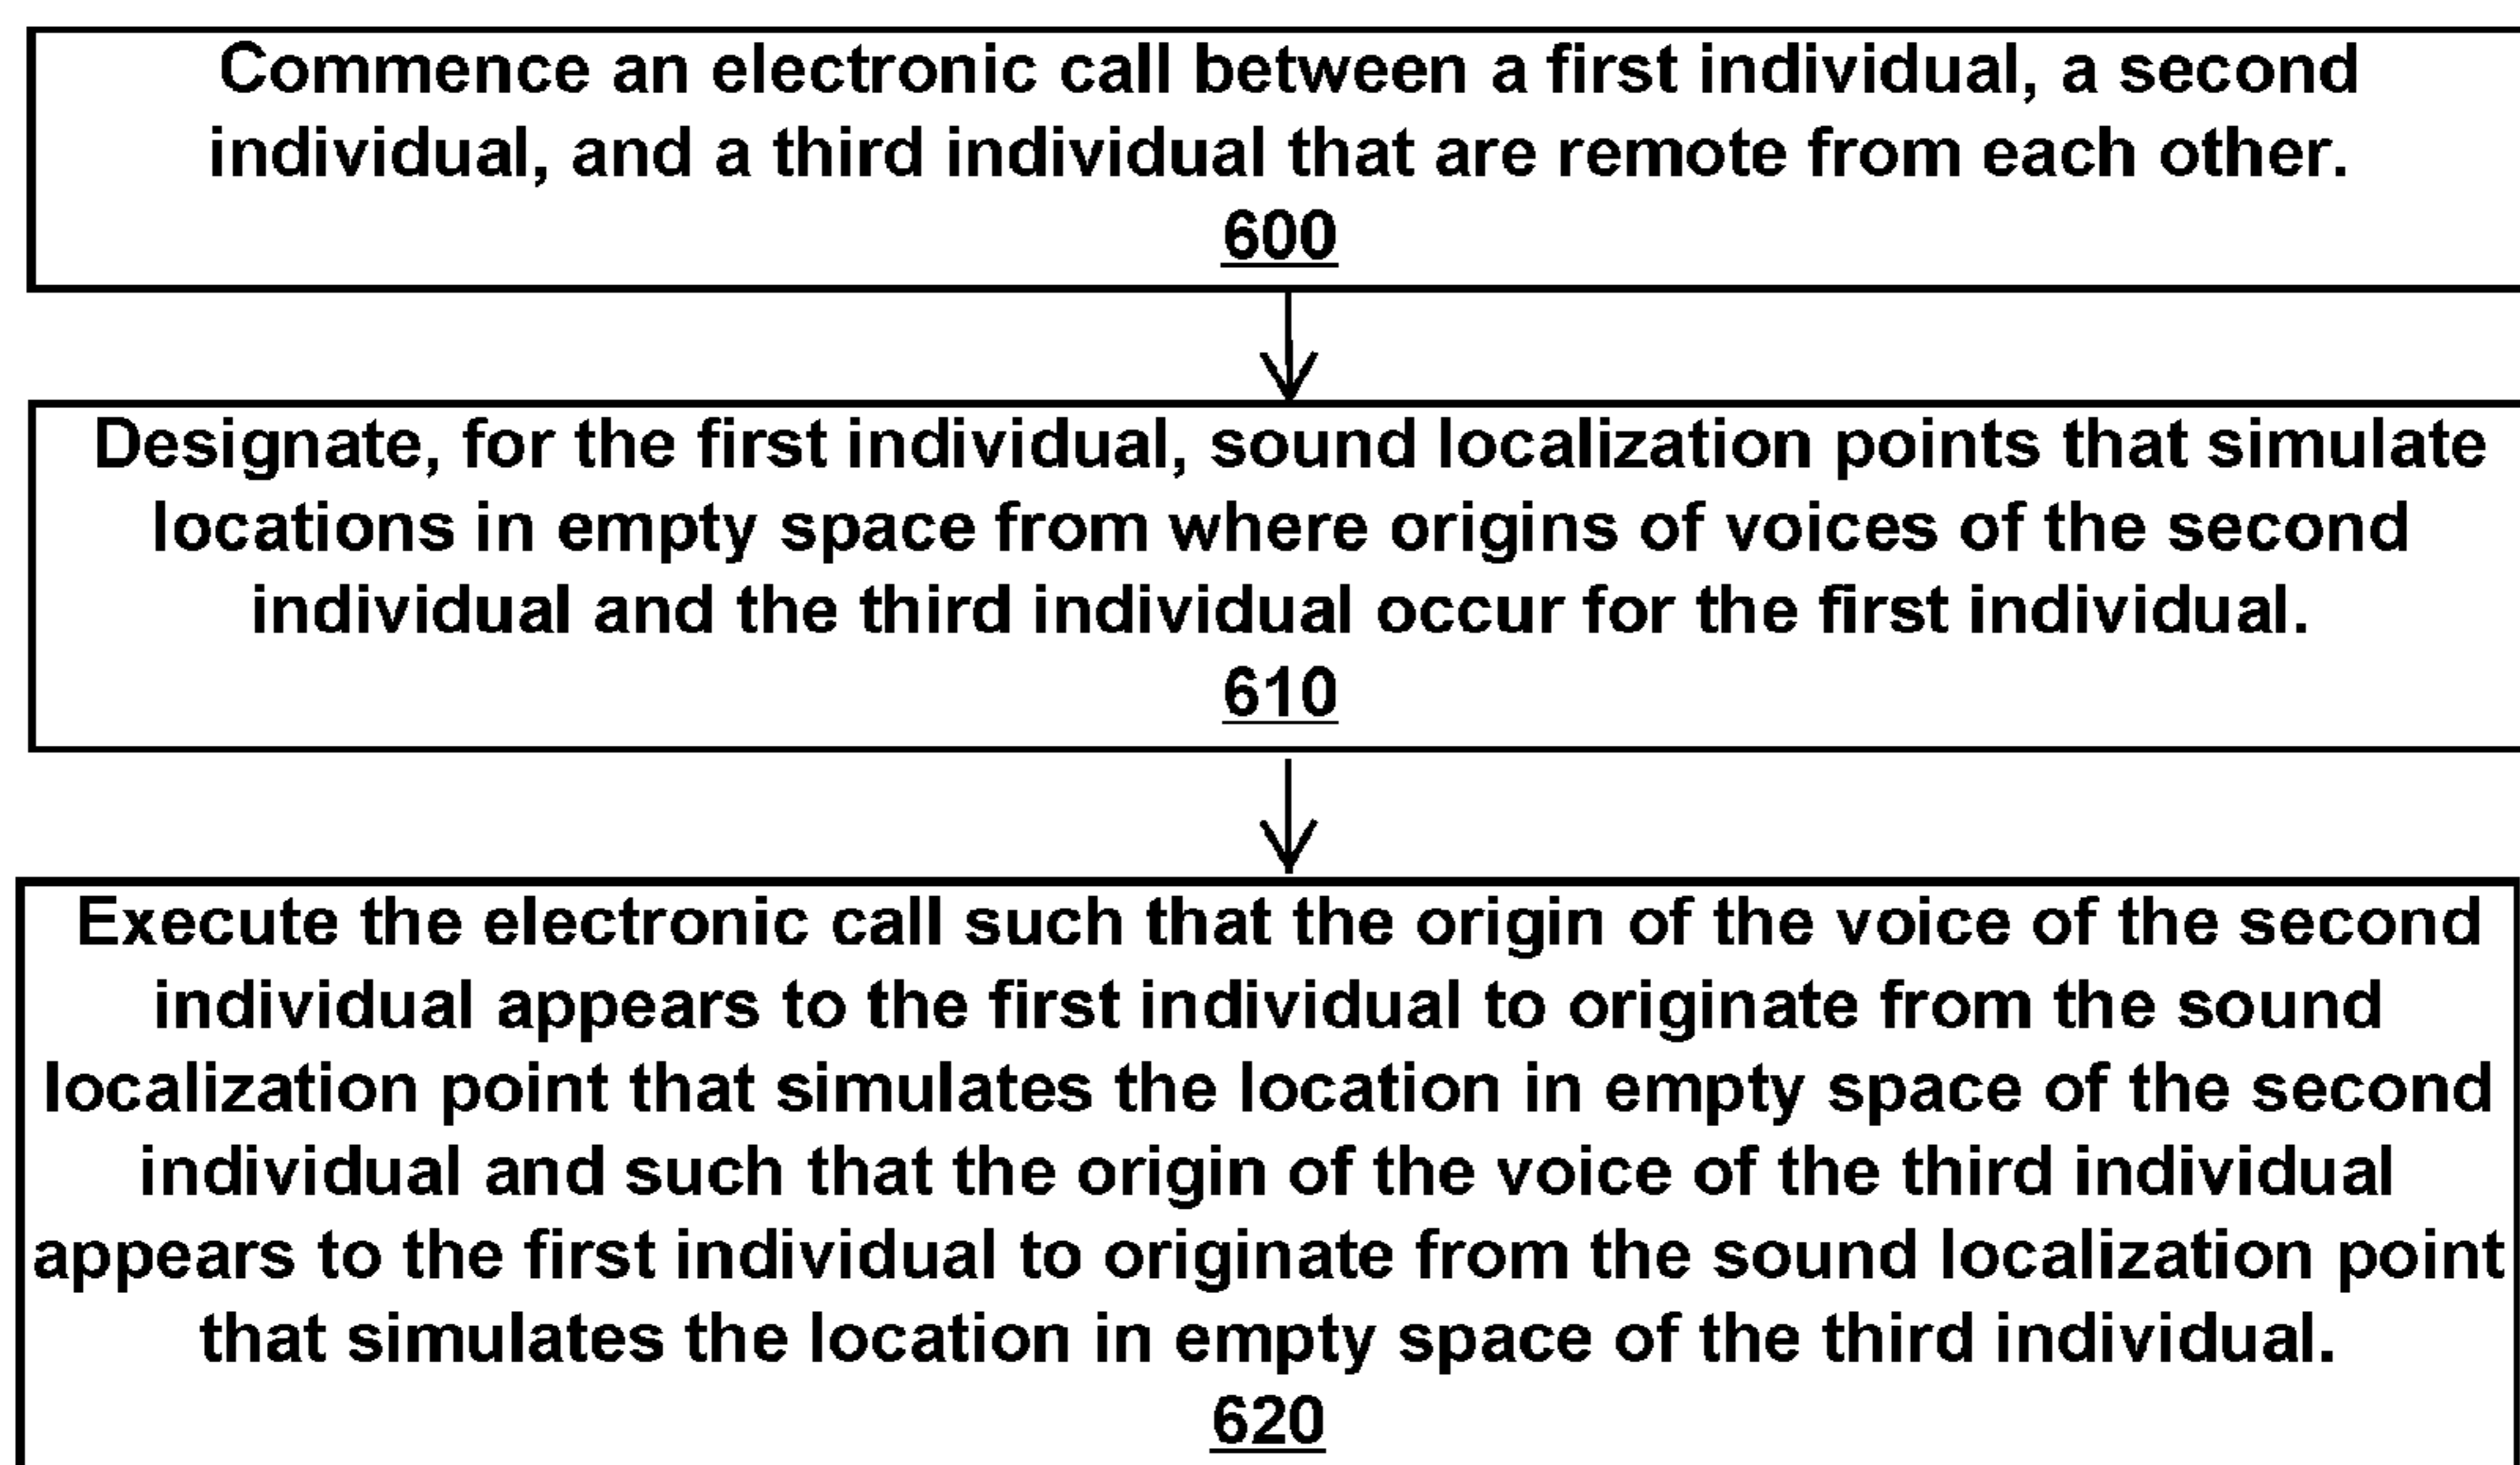 Commence an electronic call between a first individual, a second
individual, and a third individual that are remote from each other.
600
Designate, for the first individual, sound localization points that simulate
locations in empty space from where origins of voices of the second
individual and the third individual occur for the first individual.
610
Execute the electronic call such that the origin of the voice of the second
individual appears to the first individual to originate from the sound
localization point that simulates the location in empty space of the second
individual and such that the origin of the voice of the third individual
appears to the first individual to originate from the sound localization point
that simulates the location in empty space of the third individual.
620